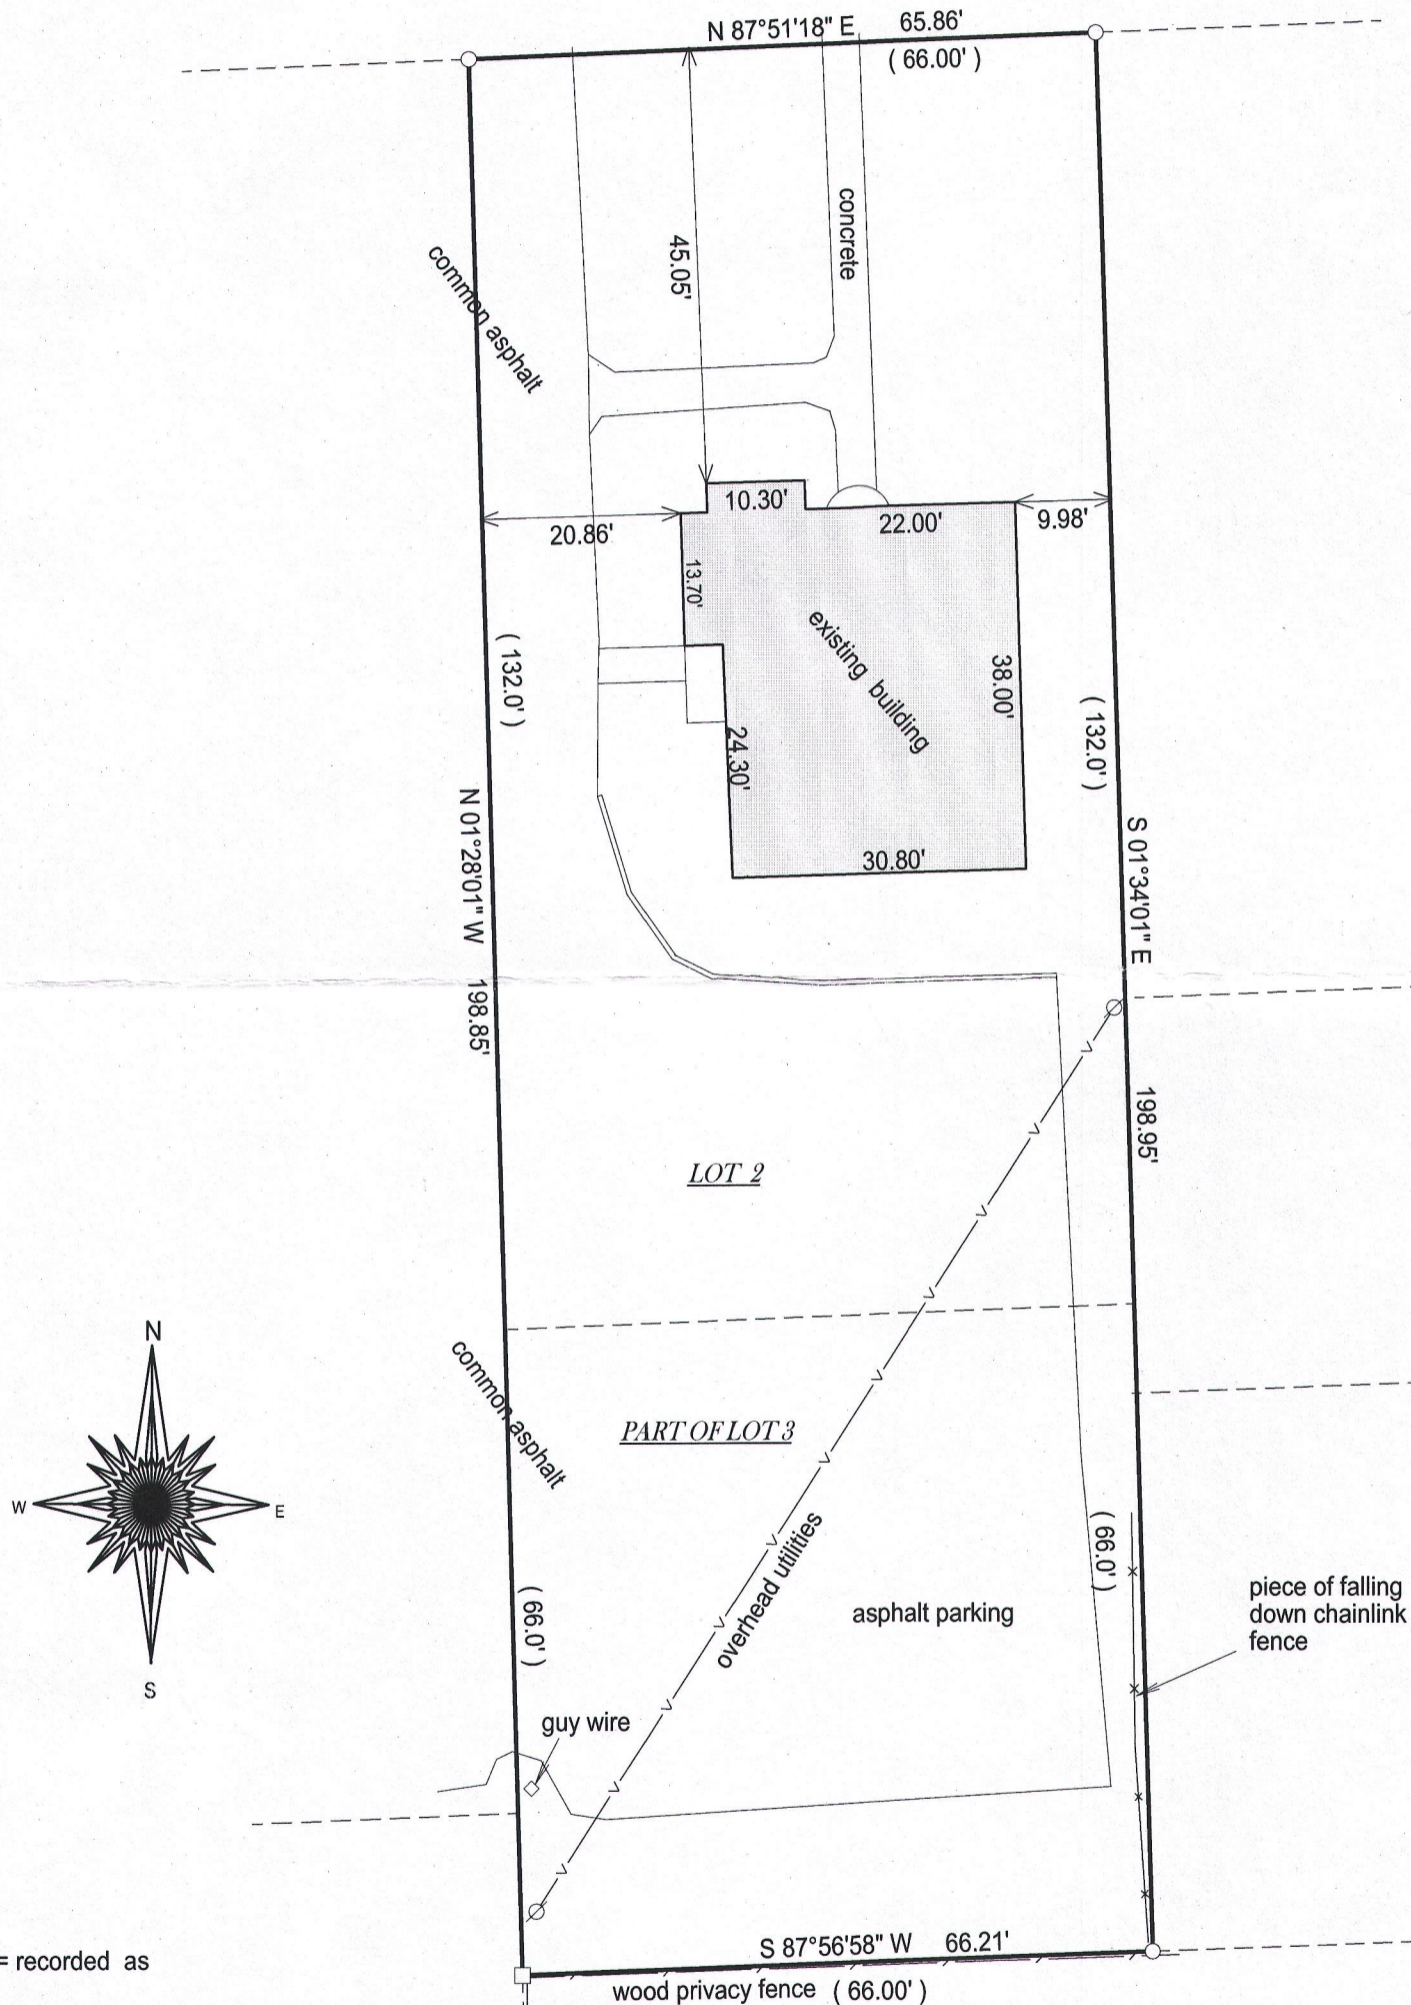 N 87°51'18" E 65.86'
( 66.00' )
concrete
45.05'
common asphalt
10.30'
22.00'
9.98'
20.86'
13.70'
existing building
38.00'
( 132.0' )
( 132.0' )
24.30'
30.80'
N 01°28'01" W 198.85'
S 01°34'01" E 198.95'
LOT 2
N
W
E
S
common asphalt
PART OF LOT 3
overhead utilities
asphalt parking
( 66.0' )
( 66.0' )
piece of falling
down chainlink
fence
guy wire
= recorded as
S 87°56'58" W 66.21'
wood privacy fence ( 66.00' )